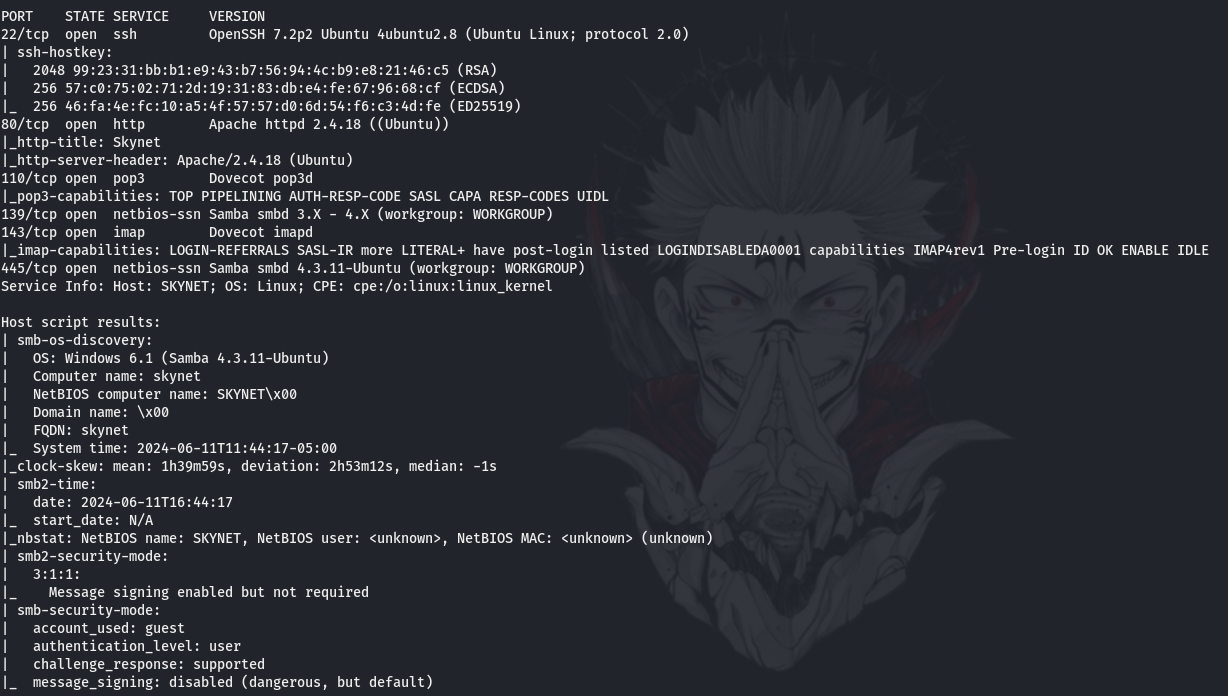 PORT    STATE SERVICE     VERSION
22/tcp  open  ssh         OpenSSH 7.2p2 Ubuntu 4ubuntu2.8 (Ubuntu Linux; protocol 2.0)
| ssh-hostkey:
|   2048 99:23:31:bb:b1:e9:43:b7:56:94:4c:b9:e8:21:46:c5 (RSA)
|   256 57:c0:75:02:71:2d:19:31:83:db:e4:fe:67:96:68:cf (ECDSA)
|_  256 46:fa:4e:fc:10:a5:4f:57:57:d0:6d:54:f6:c3:4d:fe (ED25519)
80/tcp  open  http        Apache httpd 2.4.18 ((Ubuntu))
|_http-title: Skynet
|_http-server-header: Apache/2.4.18 (Ubuntu)
110/tcp open  pop3        Dovecot pop3d
|_pop3-capabilities: TOP PIPELINING AUTH-RESP-CODE SASL CAPA RESP-CODES UIDL
139/tcp open  netbios-ssn Samba smbd 3.X - 4.X (workgroup: WORKGROUP)
143/tcp open  imap        Dovecot imapd
|_imap-capabilities: LOGIN-REFERRALS SASL-IR more LITERAL+ have post-login listed LOGINDISABLEDA0001 capabilities IMAP4rev1 Pre-login ID OK ENABLE IDLE
445/tcp open  netbios-ssn Samba smbd 4.3.11-Ubuntu (workgroup: WORKGROUP)
Service Info: Host: SKYNET; OS: Linux; CPE: cpe:/o:linux:linux_kernel

Host script results:
| smb-os-discovery:
|   OS: Windows 6.1 (Samba 4.3.11-Ubuntu)
|   Computer name: skynet
|   NetBIOS computer name: SKYNET\x00
|   Domain name: \x00
|   FQDN: skynet
|_  System time: 2024-06-11T11:44:17-05:00
|_clock-skew: mean: 1h39m59s, deviation: 2h53m12s, median: -1s
| smb2-time:
|   date: 2024-06-11T16:44:17
|_  start_date: N/A
|_nbstat: NetBIOS name: SKYNET, NetBIOS user: <unknown>, NetBIOS MAC: <unknown> (unknown)
| smb2-security-mode:
|   3:1:1:
|_    Message signing enabled but not required
| smb-security-mode:
|   account_used: guest
|   authentication_level: user
|   challenge_response: supported
|_  message_signing: disabled (dangerous, but default)